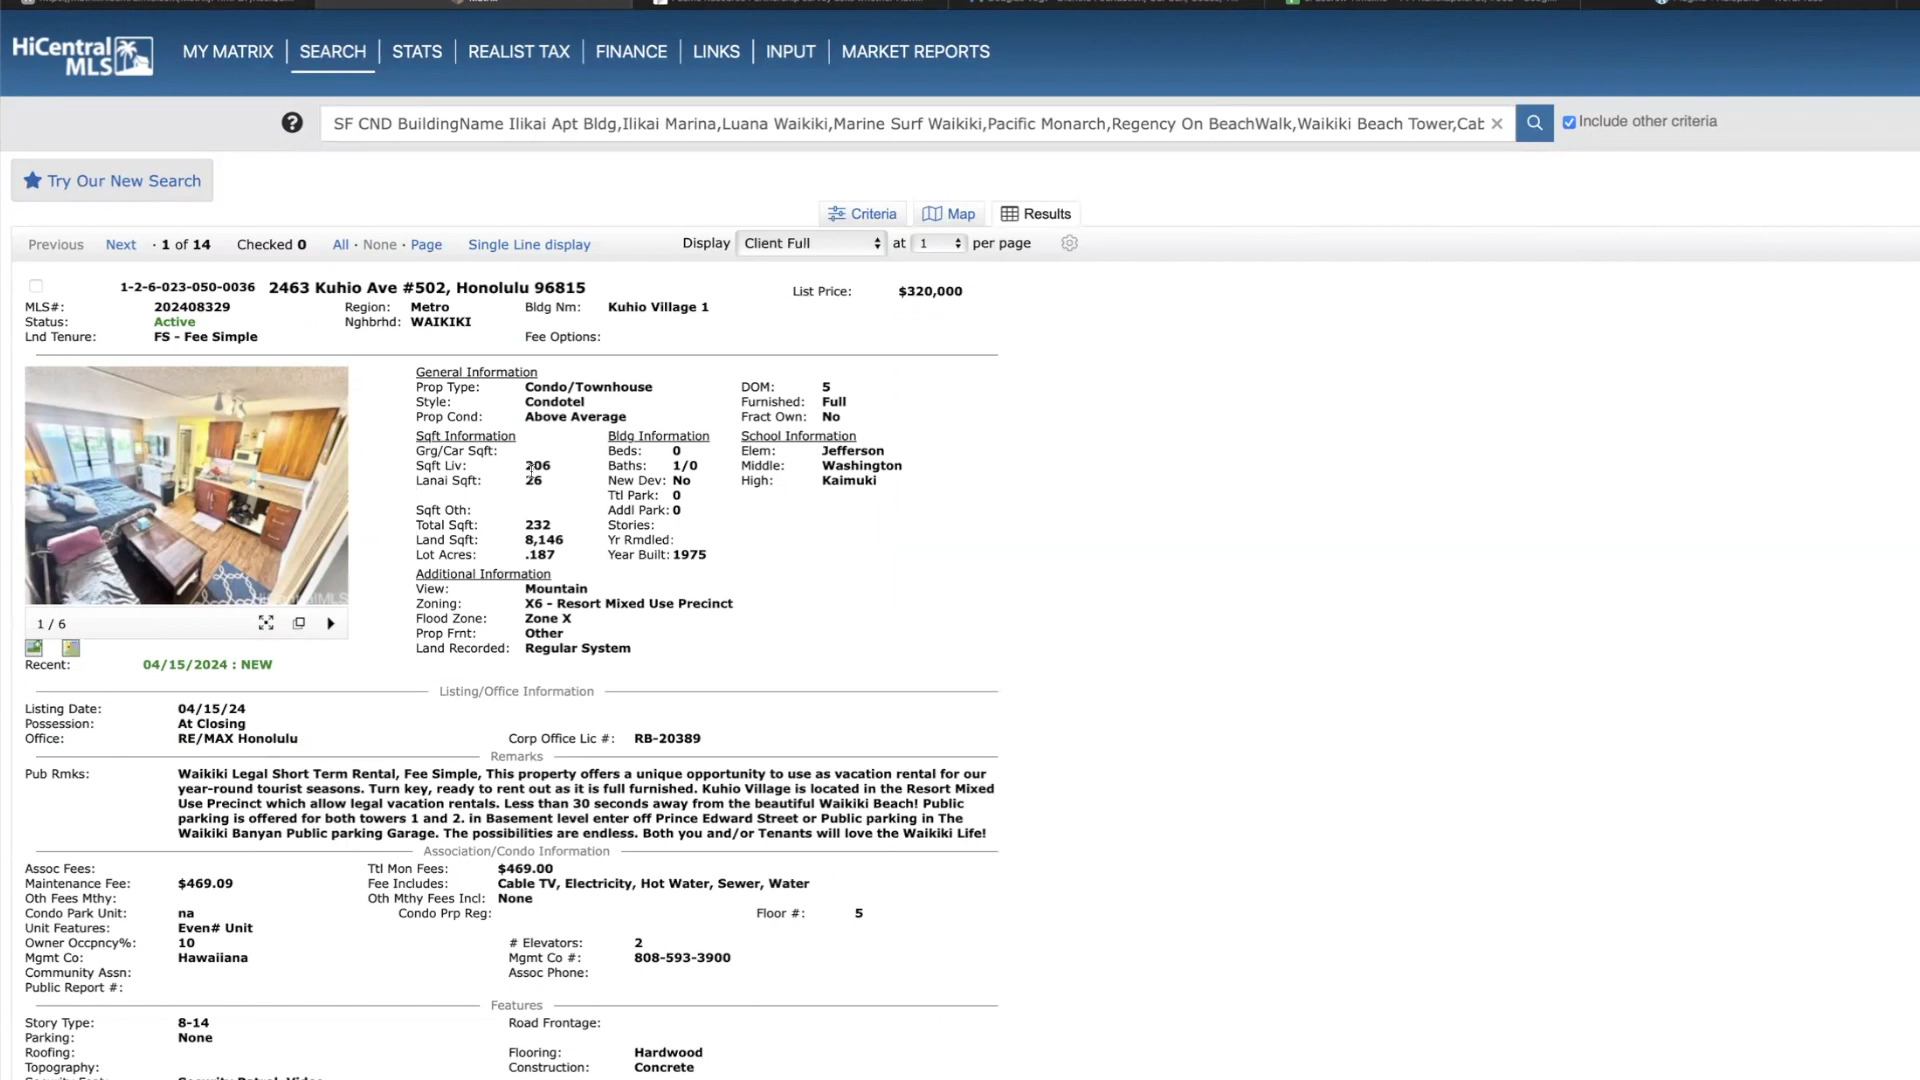 HiCentral MLS MY MATRIX SEARCH STATS REALIST TAX FINANCE LINKS INPUT MARKET REPORTS
? SF CND BuildingName Ilikai Apt Bldg,Ilikai Marina,Luana Waikiki,Marine Surf Waikiki,Pacific Monarch,Regency On BeachWalk,Waikiki Beach Tower,Cab Include other criteria
Try Our New Search
Criteria Map Results
Previous Next · 1 of 14 Checked 0 All · None · Page Single Line display Display Client Full at 1 per page
1-2-6-023-050-0036 2463 Kuhio Ave #502, Honolulu 96815 List Price: $320,000
MLS#: 202408329 Region: Metro Bldg Nm: Kuhio Village 1
Status: Active Nghbrhd: WAIKIKI
Lnd Tenure: FS - Fee Simple Fee Options:
General Information
Prop Type: Condo/Townhouse DOM: 5
Style: Condotel Furnished: Full
Prop Cond: Above Average Fract Own: No
Sqft Information Bldg Information School Information
Grg/Car Sqft: Beds: 0 Elem: Jefferson
Sqft Liv: 206 Baths: 1/0 Middle: Washington
Lanai Sqft: 26 New Dev: No High: Kaimuki
Ttl Park: 0
Sqft Oth: Addl Park: 0
Total Sqft: 232 Stories:
Land Sqft: 8,146 Yr Rmdled:
Lot Acres: .187 Year Built: 1975
Additional Information
View: Mountain
Zoning: X6 - Resort Mixed Use Precinct
Flood Zone: Zone X
Prop Frnt: Other
Land Recorded: Regular System
1 / 6
Recent: 04/15/2024 : NEW
Listing/Office Information
Listing Date: 04/15/24
Possession: At Closing
Office: RE/MAX Honolulu Corp Office Lic #: RB-20389
Remarks
Pub Rmks: Waikiki Legal Short Term Rental, Fee Simple, This property offers a unique opportunity to use as vacation rental for our
year-round tourist seasons. Turn key, ready to rent out as it is full furnished. Kuhio Village is located in the Resort Mixed
Use Precinct which allow legal vacation rentals. Less than 30 seconds away from the beautiful Waikiki Beach! Public
parking is offered for both towers 1 and 2. in Basement level enter off Prince Edward Street or Public parking in The
Waikiki Banyan Public parking Garage. The possibilities are endless. Both you and/or Tenants will love the Waikiki Life!
Association/Condo Information
Assoc Fees: Ttl Mon Fees: $469.00
Maintenance Fee: $469.09 Fee Includes: Cable TV, Electricity, Hot Water, Sewer, Water
Oth Fees Mthy: Oth Mthy Fees Incl: None
Condo Park Unit: na Condo Prp Reg: Floor #: 5
Unit Features: Even# Unit
Owner Occpncy%: 10 # Elevators: 2
Mgmt Co: Hawaiiana Mgmt Co #: 808-593-3900
Community Assn: Assoc Phone:
Public Report #:
Features
Story Type: 8-14 Road Frontage:
Parking: None
Roofing: Flooring: Hardwood
Topography: Construction: Concrete